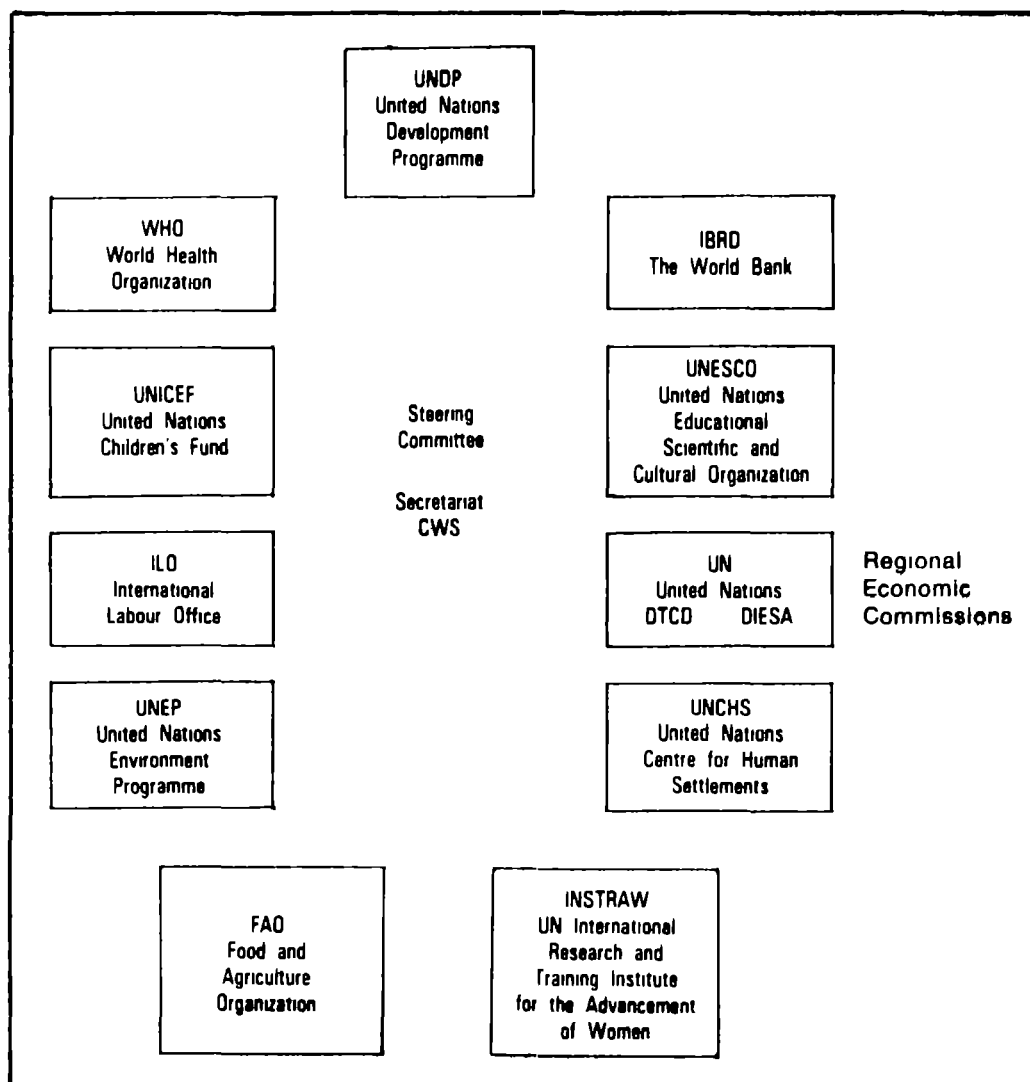 UNDP
United Nations
Development
Programme
WHO
World Health
Organization
IBRD
The World Bank
UNICEF
United Nations
Children's Fund
Steering
Committee
Secretariat
CWS
UNESCO
United Nations
Educational
Scientific and
Cultural Organization
ILO
International
Labour Office
UN
United Nations
DTCD DIESA
Regional
Economic
Commissions
UNEP
United Nations
Environment
Programme
UNCHS
United Nations
Centre for Human
Settlements
FAO
Food and
Agriculture
Organization
INSTRAW
UN International
Research and
Training Institute
for the Advancement
of Women